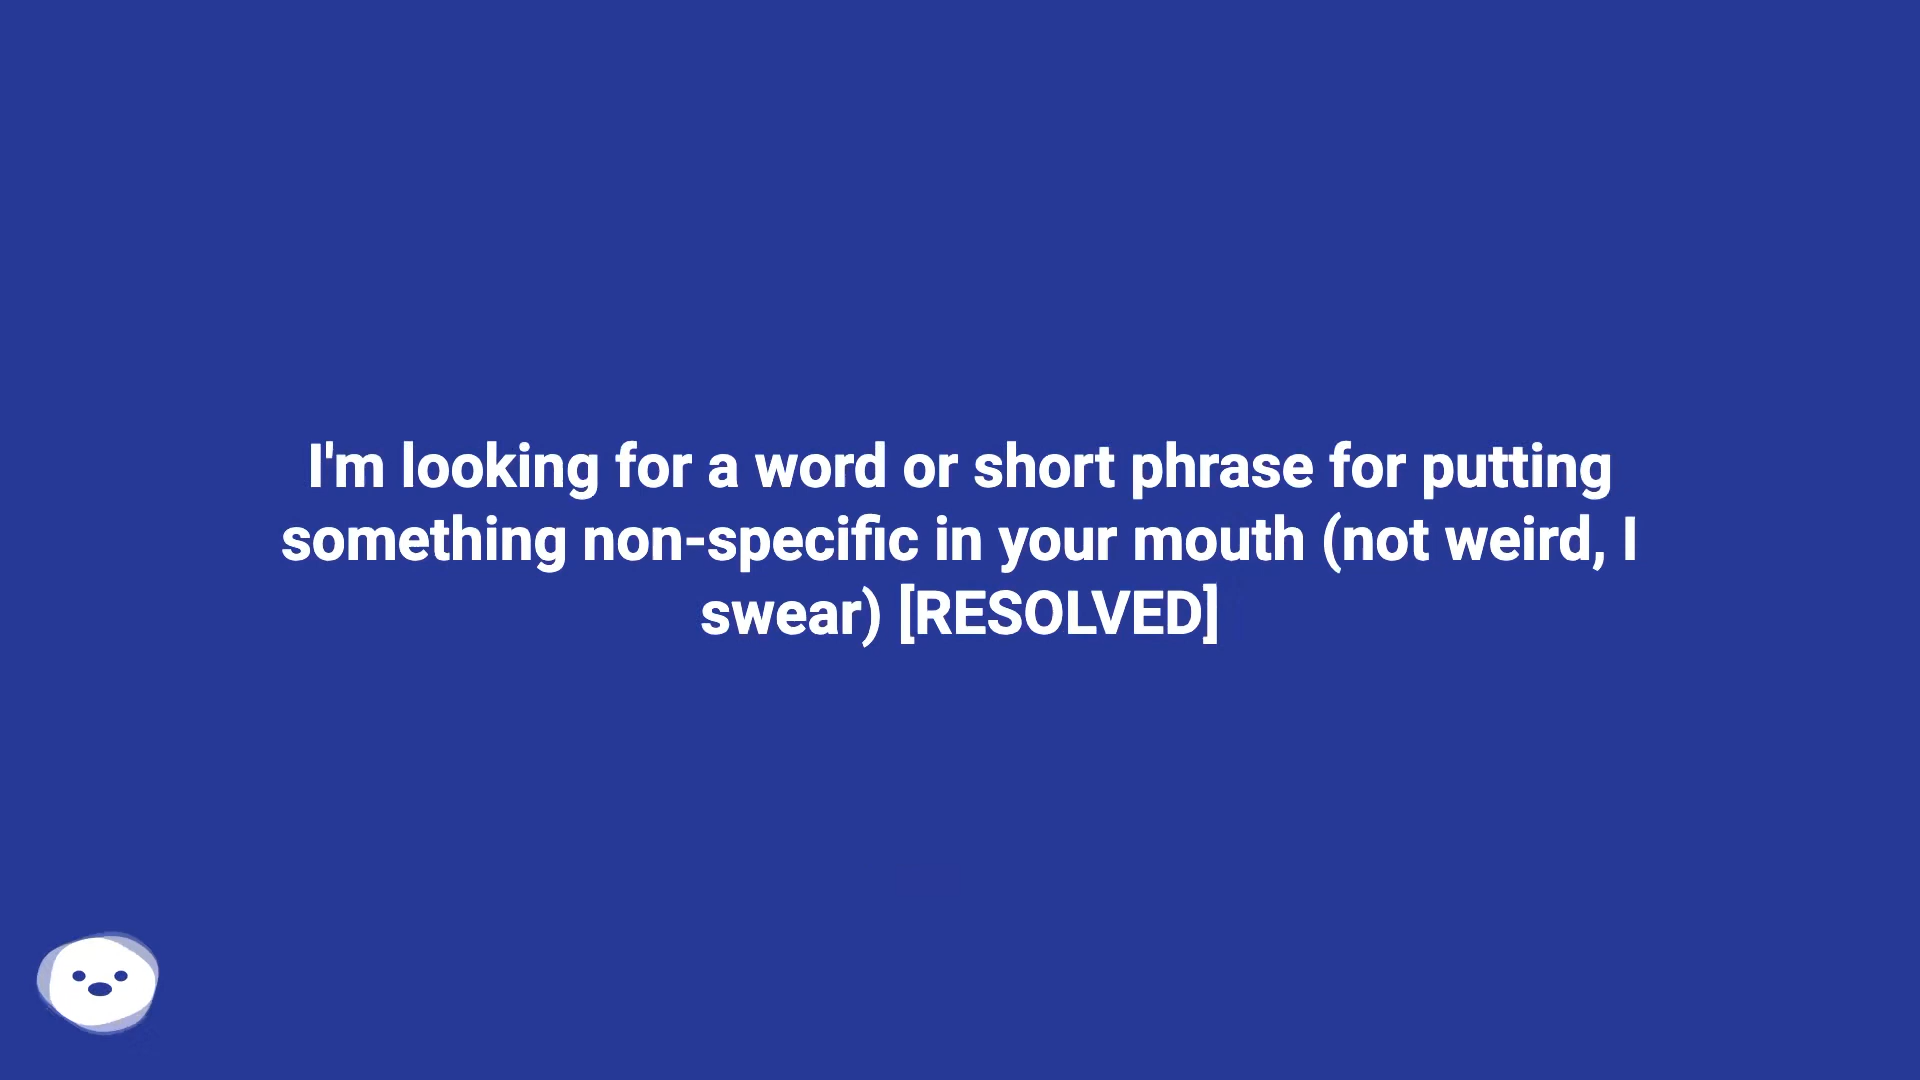 I'm looking for a word or short phrase for putting
something non-specific in your mouth (not weird, I
swear) [RESOLVED]